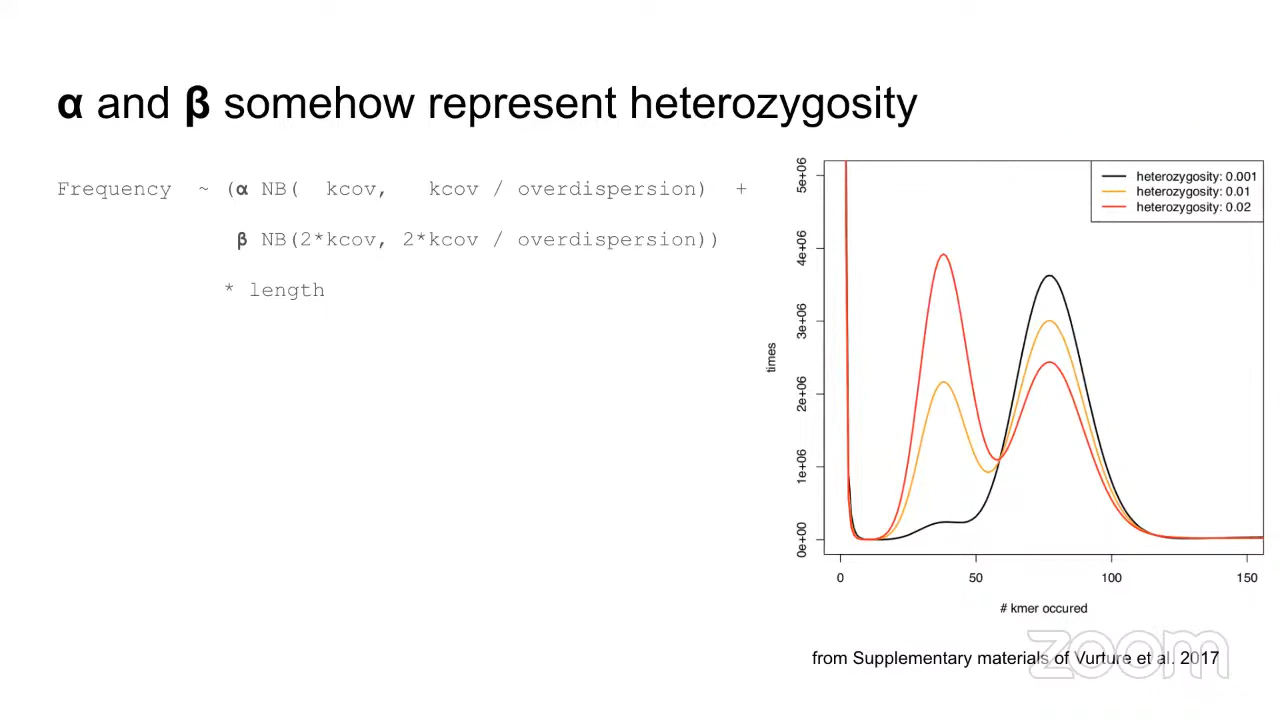 α and β somehow represent heterozygosity
Frequency ~ (α NB( kcov, kcov / overdispersion) +
β NB(2*kcov, 2*kcov / overdispersion))
* length
heterozygosity: 0.001
heterozygosity: 0.01
heterozygosity: 0.02
5e+06
4e+06
3e+06
2e+06
1e+06
0e+00
times
0 50 100 150
# kmer occured
from Supplementary materials of Vurture et al. 2017
zoom